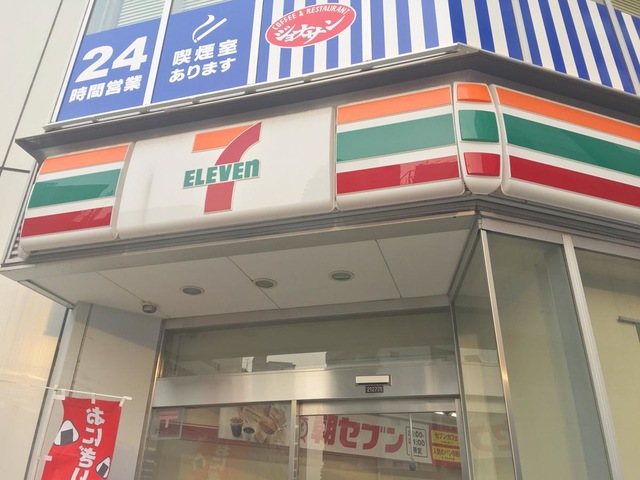 24
時間営業
喫煙室
あります
COFFEE & RESTAURANT
ジョナサン
7
ELEVEn
朝セブン
おにぎり